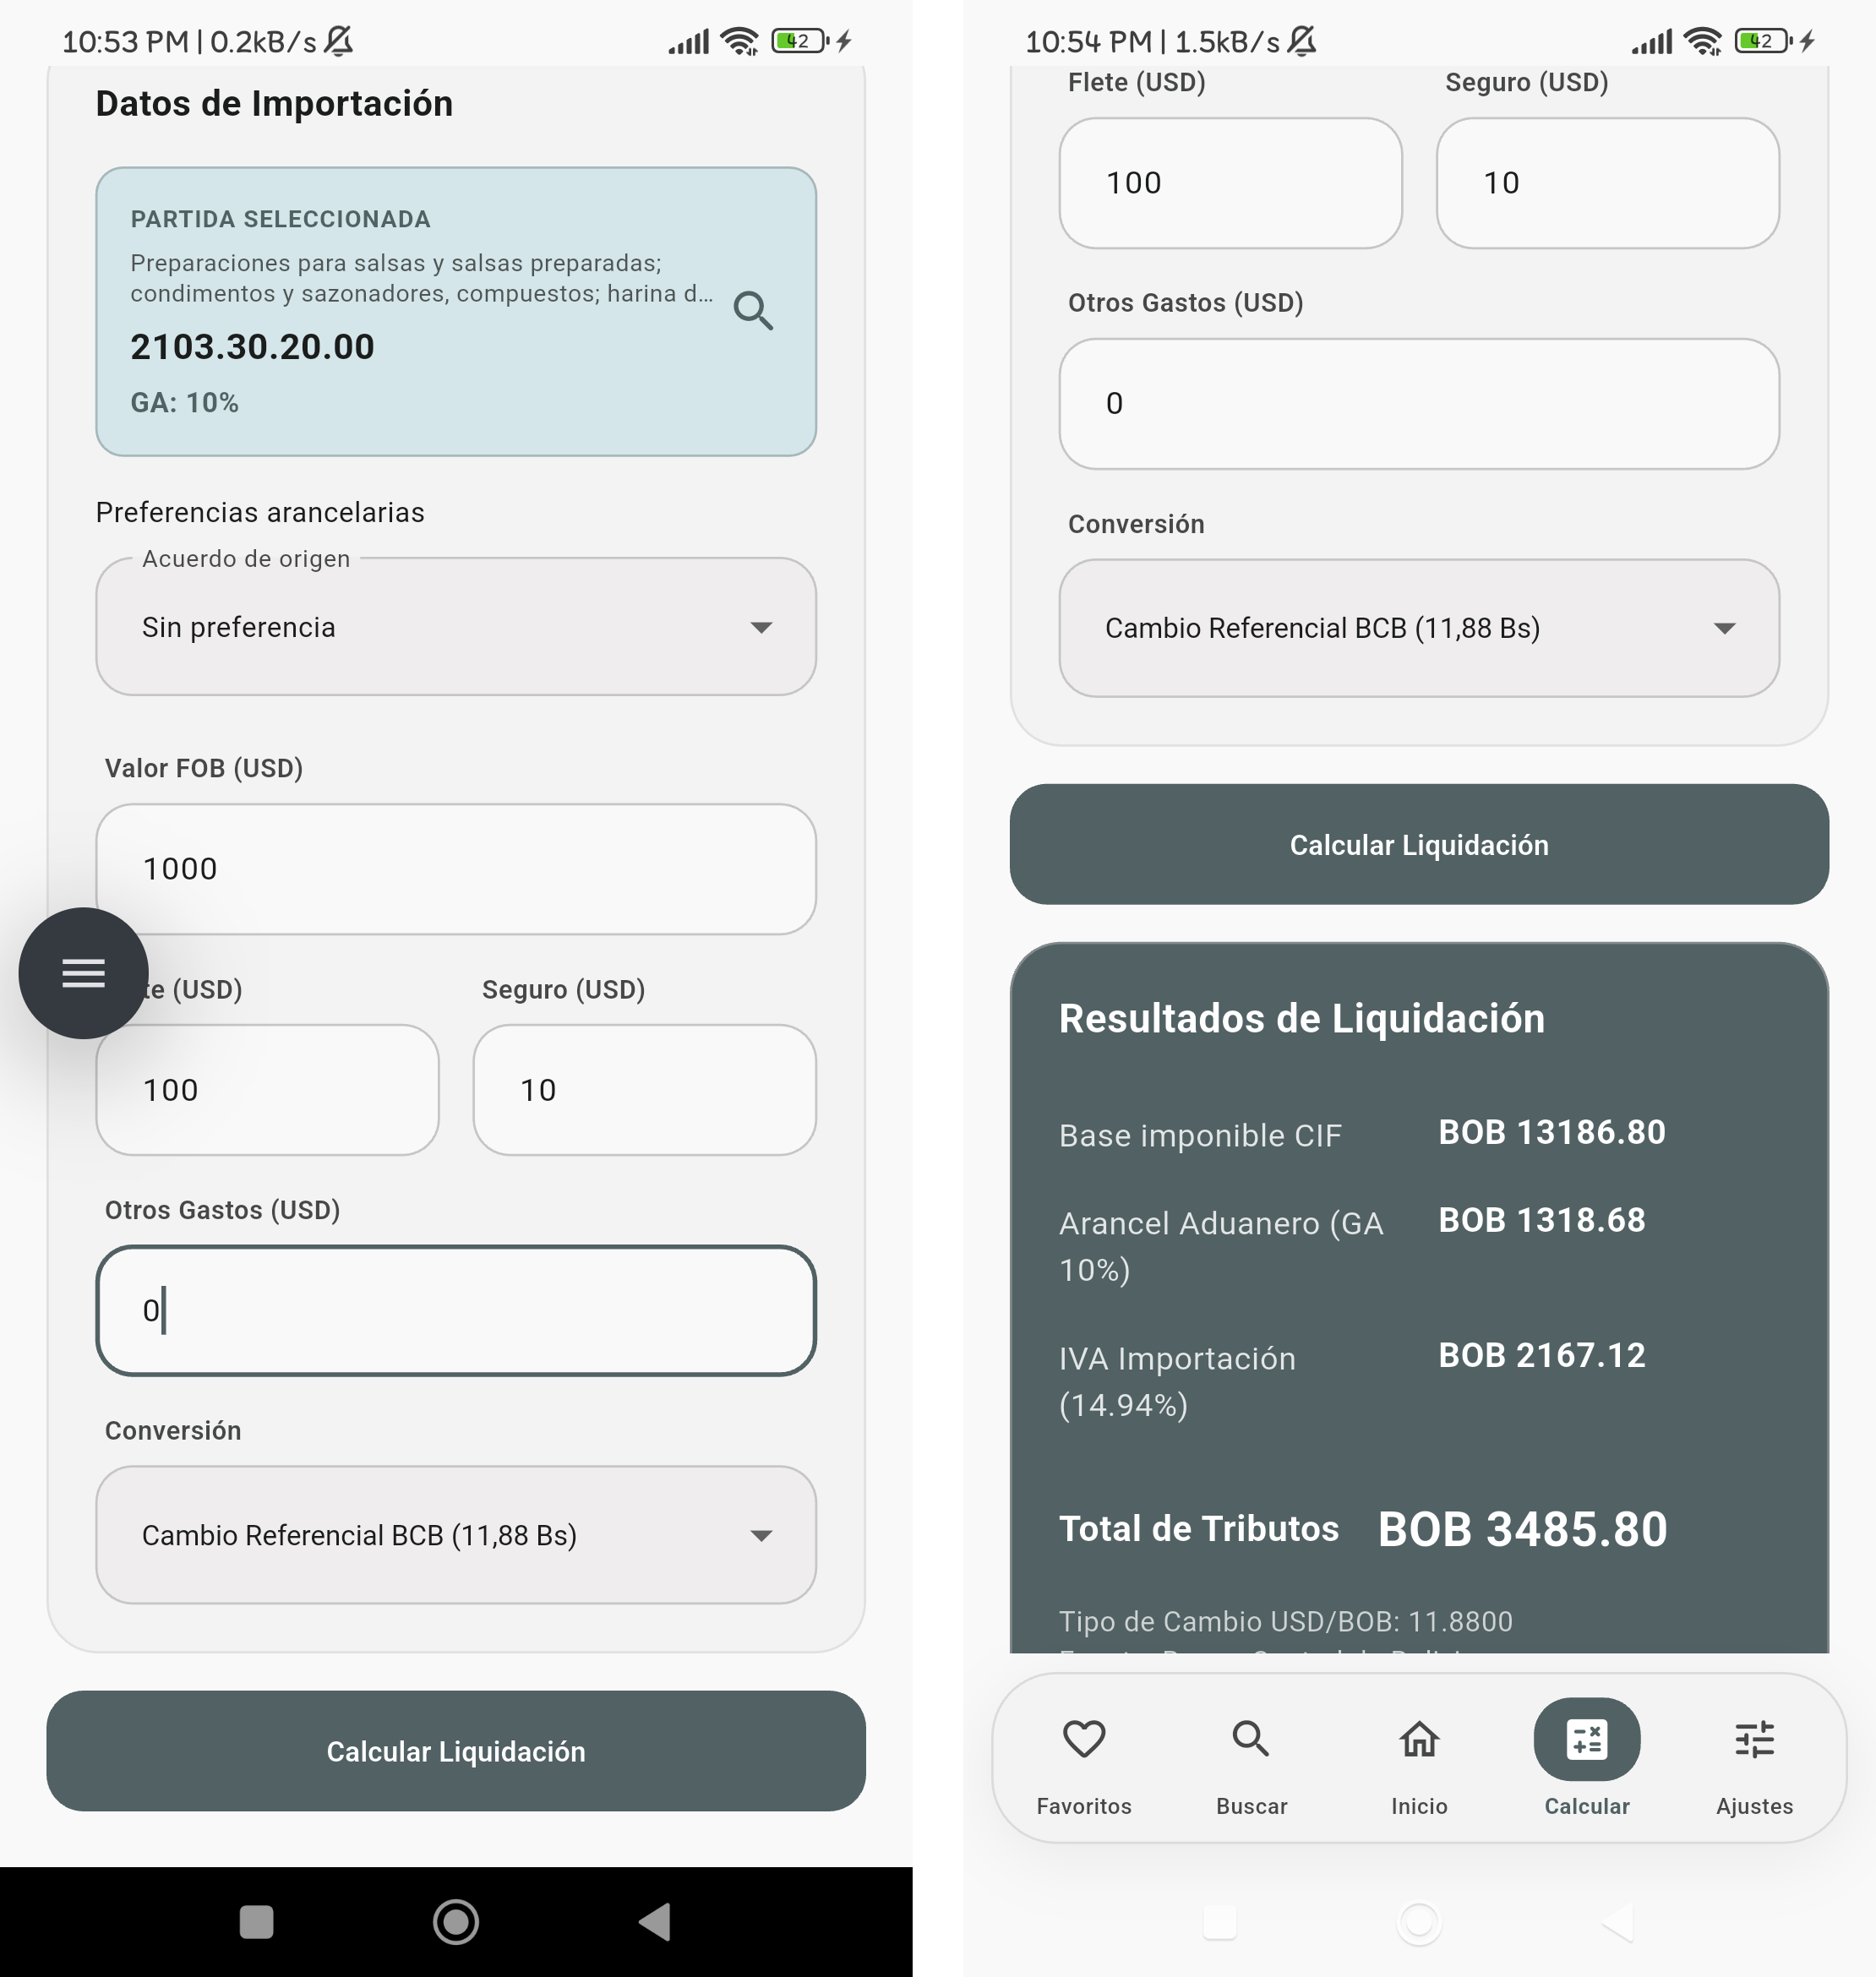 10:53 PM | 0.2kB/s
42
Datos de Importación
PARTIDA SELECCIONADA
Preparaciones para salsas y salsas preparadas;
condimentos y sazonadores, compuestos; harina d...
2103.30.20.00
GA: 10%
Preferencias arancelarias
Acuerdo de origen
Sin preferencia
Valor FOB (USD)
1000
te (USD) Seguro (USD)
100 10
Otros Gastos (USD)
0
Conversión
Cambio Referencial BCB (11,88 Bs)
Calcular Liquidación
10:54 PM | 1.5kB/s
42
Flete (USD) Seguro (USD)
100 10
Otros Gastos (USD)
0
Conversión
Cambio Referencial BCB (11,88 Bs)
Calcular Liquidación
Resultados de Liquidación
Base imponible CIF BOB 13186.80
Arancel Aduanero (GA BOB 1318.68
10%)
IVA Importación BOB 2167.12
(14.94%)
Total de Tributos BOB 3485.80
Tipo de Cambio USD/BOB: 11.8800
Favoritos Buscar Inicio Calcular Ajustes